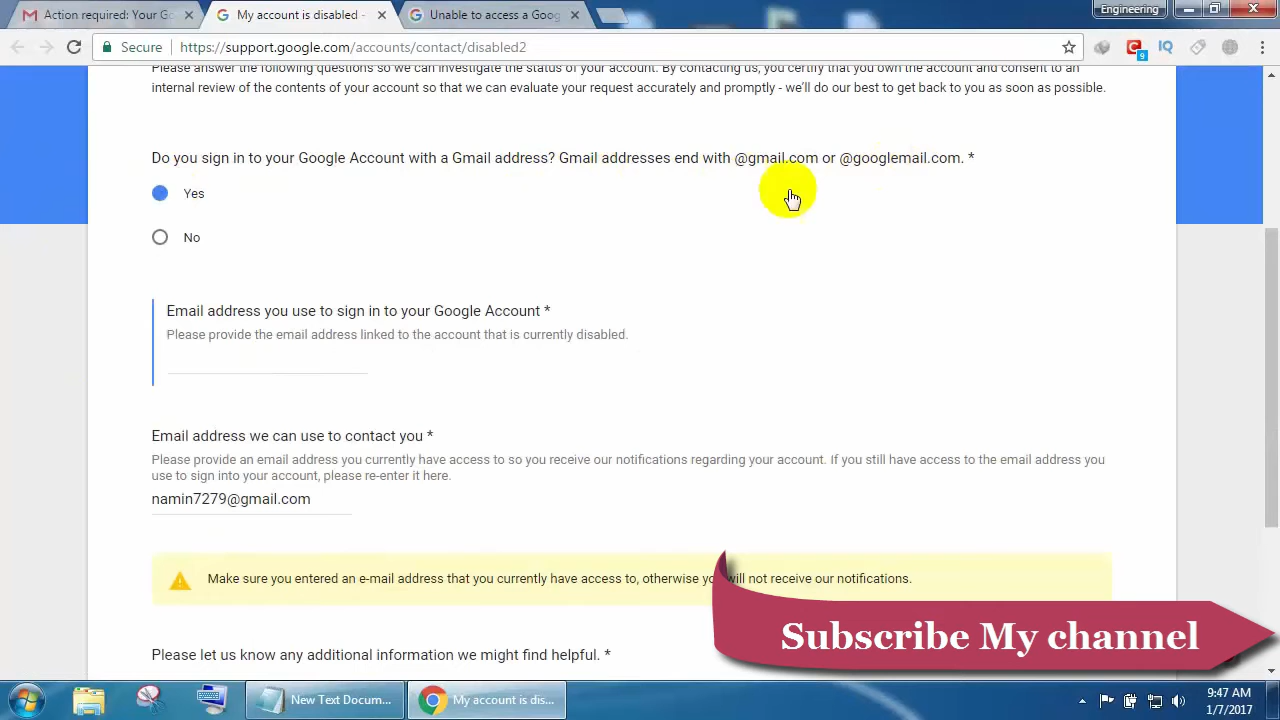 Engineering
Action required: Your Go
My account is disabled -
Unable to access a Goog
Secure
https://support.google.com/accounts/contact/disabled2
9
Please answer the following questions so we can investigate the status of your account. By contacting us, you certify that you own the account and consent to an
internal review of the contents of your account so that we can evaluate your request accurately and promptly - we'll do our best to get back to you as soon as possible.
Do you sign in to your Google Account with a Gmail address? Gmail addresses end with @gmail.com or @googlemail.com. *
Yes
No
Email address you use to sign in to your Google Account *
Please provide the email address linked to the account that is currently disabled.
Email address we can use to contact you *
Please provide an email address you currently have access to so you receive our notifications regarding your account. If you still have access to the email address you
use to sign into your account, please re-enter it here.
namin7279@gmail.com
Make sure you entered an e-mail address that you currently have access to, otherwise you will not receive our notifications.
Subscribe My channel
Please let us know any additional information we might find helpful. *
New Text Docum...
My account is dis...
9:47 AM
1/7/2017